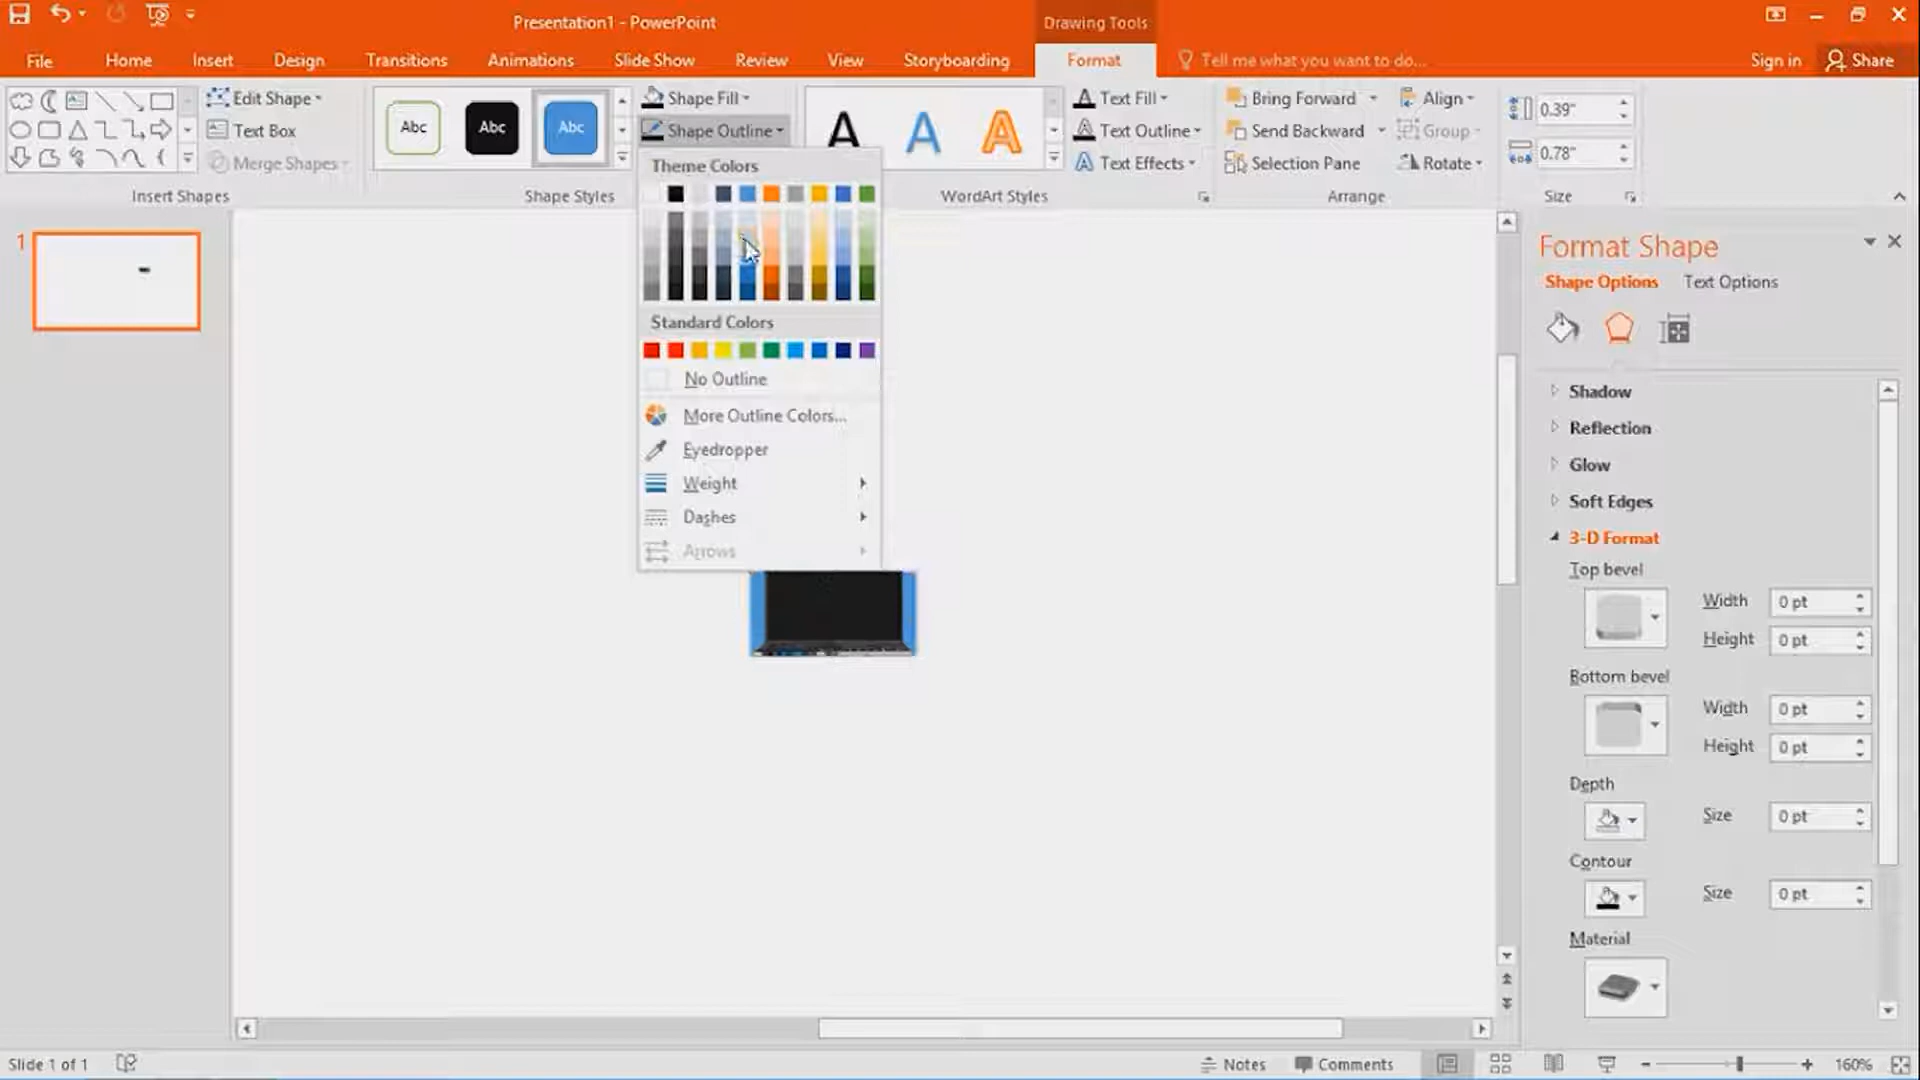 Presentation1 - PowerPoint
Drawing Tools
File
Home
Insert
Design
Transitions
Animations
Slide Show
Review
View
Storyboarding
Format
Tell me what you want to do...
Sign in
Share
Edit Shape
Text Box
Merge Shapes
Insert Shapes
Abc
Abc
Abc
Shape Styles
Shape Fill
Shape Outline
A
A
A
WordArt Styles
Text Fill
Text Outline
Text Effects
Bring Forward
Send Backward
Selection Pane
Align
Group
Rotate
Arrange
0.39"
0.78"
Size
Theme Colors
Standard Colors
No Outline
More Outline Colors...
Eyedropper
Weight
Dashes
Arrows
1
Format Shape
Shape Options
Text Options
Shadow
Reflection
Glow
Soft Edges
3-D Format
Top bevel
Width
0 pt
Height
0 pt
Bottom bevel
Width
0 pt
Height
0 pt
Depth
Size
0 pt
Contour
Size
0 pt
Material
Slide 1 of 1
Notes
Comments
160%